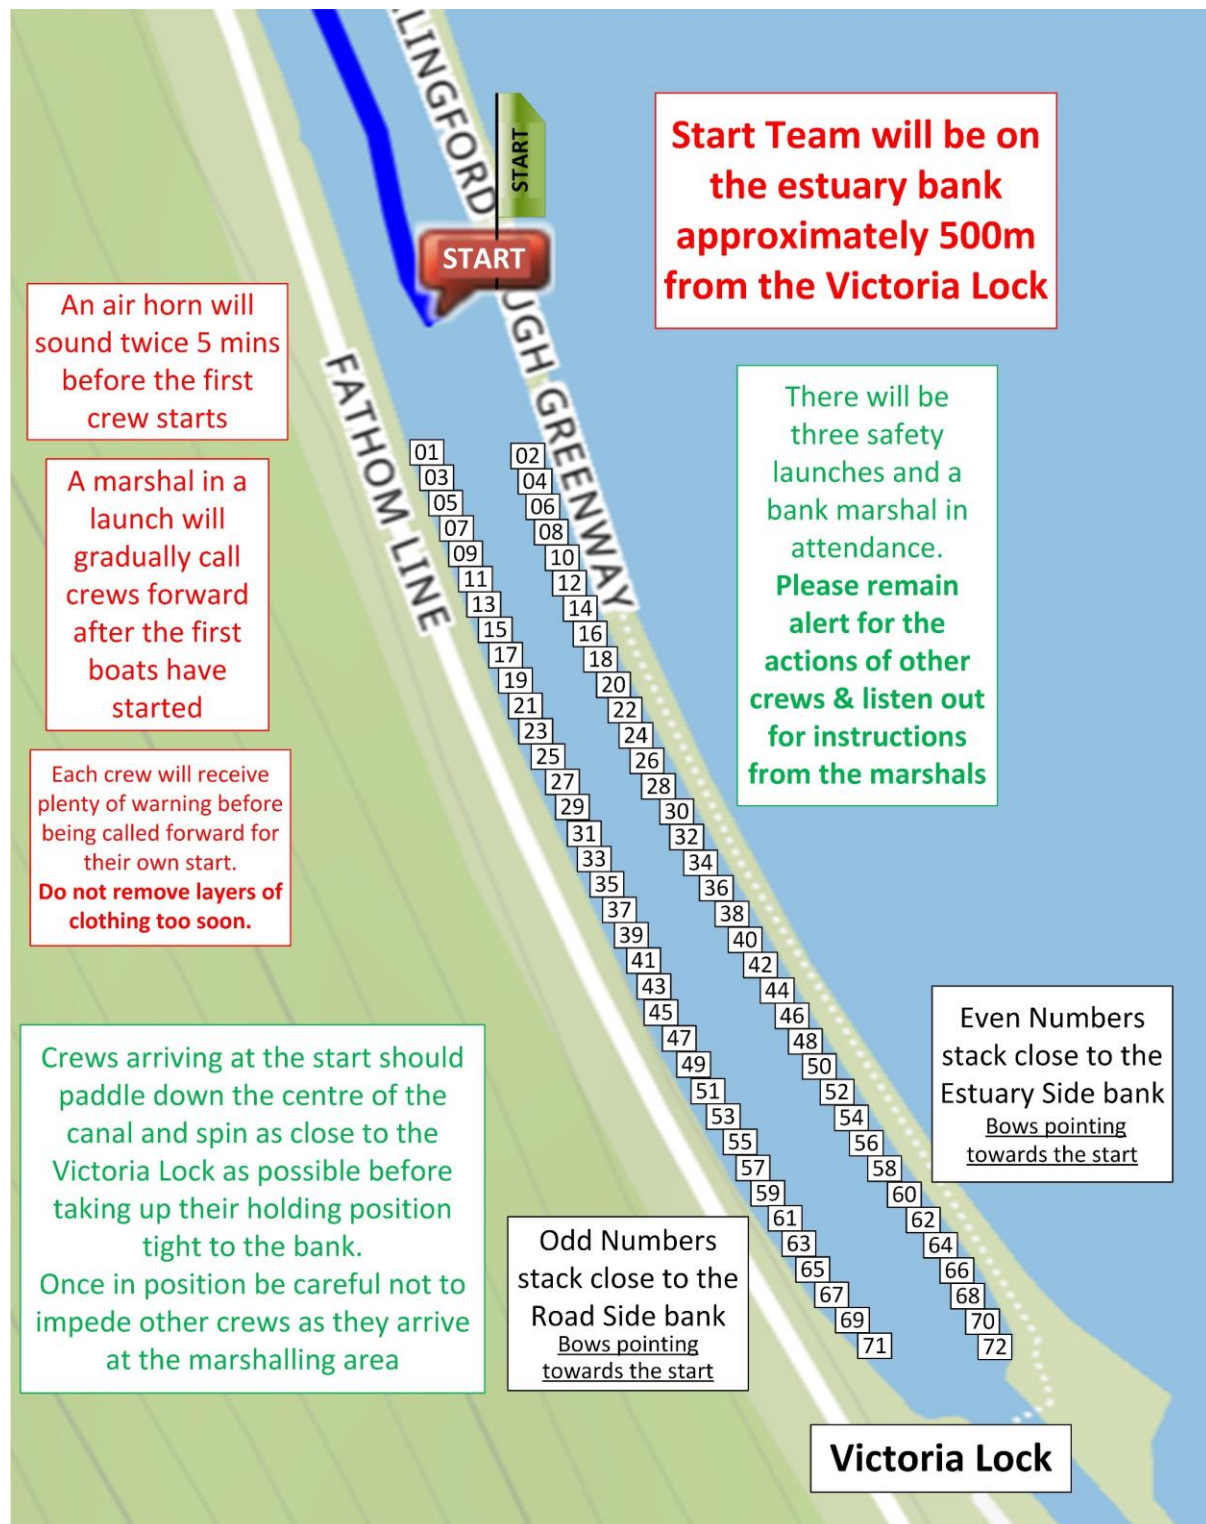 LINGFORD
UGH GREENWAY
START
START
Start Team will be on
the estuary bank
approximately 500m
from the Victoria Lock
An air horn will
sound twice 5 mins
before the first
crew starts
FATHOM LINE
There will be
three safety
launches and a
bank marshal in
attendance.
Please remain
alert for the
actions of other
crews & listen out
for instructions
from the marshals
A marshal in a
launch will
gradually call
crews forward
after the first
boats have
started
Each crew will receive
plenty of warning before
being called forward for
their own start.
Do not remove layers of
clothing too soon.
01
03
05
07
09
11
13
15
17
19
21
23
25
27
29
31
33
35
37
39
41
43
45
47
49
51
53
55
57
59
61
63
65
67
69
71
02
04
06
08
10
12
14
16
18
20
22
24
26
28
30
32
34
36
38
40
42
44
46
48
50
52
54
56
58
60
62
64
66
68
70
72
Even Numbers
stack close to the
Estuary Side bank
Bows pointing
towards the start
Crews arriving at the start should
paddle down the centre of the
canal and spin as close to the
Victoria Lock as possible before
taking up their holding position
tight to the bank.
Once in position be careful not to
impede other crews as they arrive
at the marshalling area
Odd Numbers
stack close to the
Road Side bank
Bows pointing
towards the start
Victoria Lock